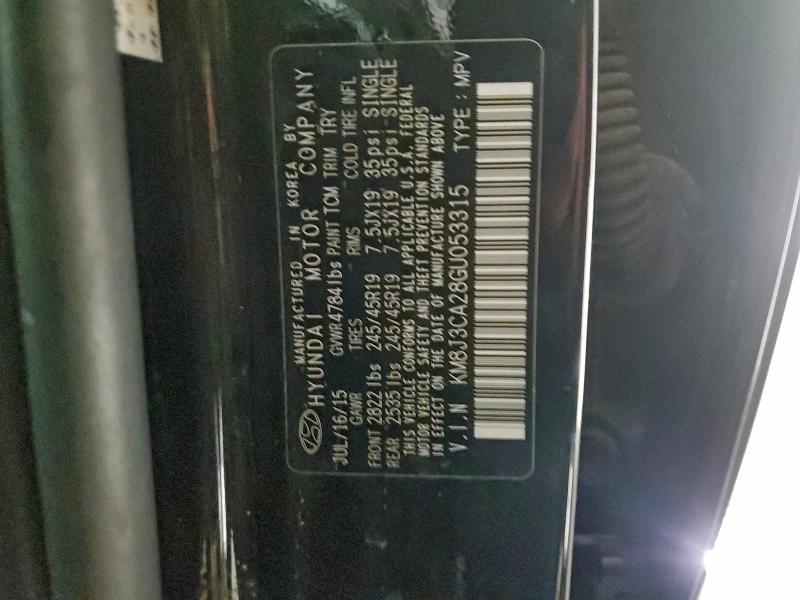 MANUFACTURED IN KOREA BY
HYUNDAI MOTOR COMPANY
JUL/16/15 GVWR 4784lbs PAINT TCM TRIM TRY
GAWR TIRES RIMS COLD TIRE INFL
FRONT 2822 lbs 245/45R19 7.5JX19 35psi SINGLE
REAR 2535 lbs 245/45R19 7.5JX19 35 psi SINGLE
THIS VEHICLE CONFORMS TO ALL APPLICABLE U.S.A. FEDERAL
MOTOR VEHICLE SAFETY AND THEFT PREVENTION STANDARDS
IN EFFECT ON THE DATE OF MANUFACTURE SHOWN ABOVE
V.I.N KM8J3CA28GU053315 TYPE : MPV